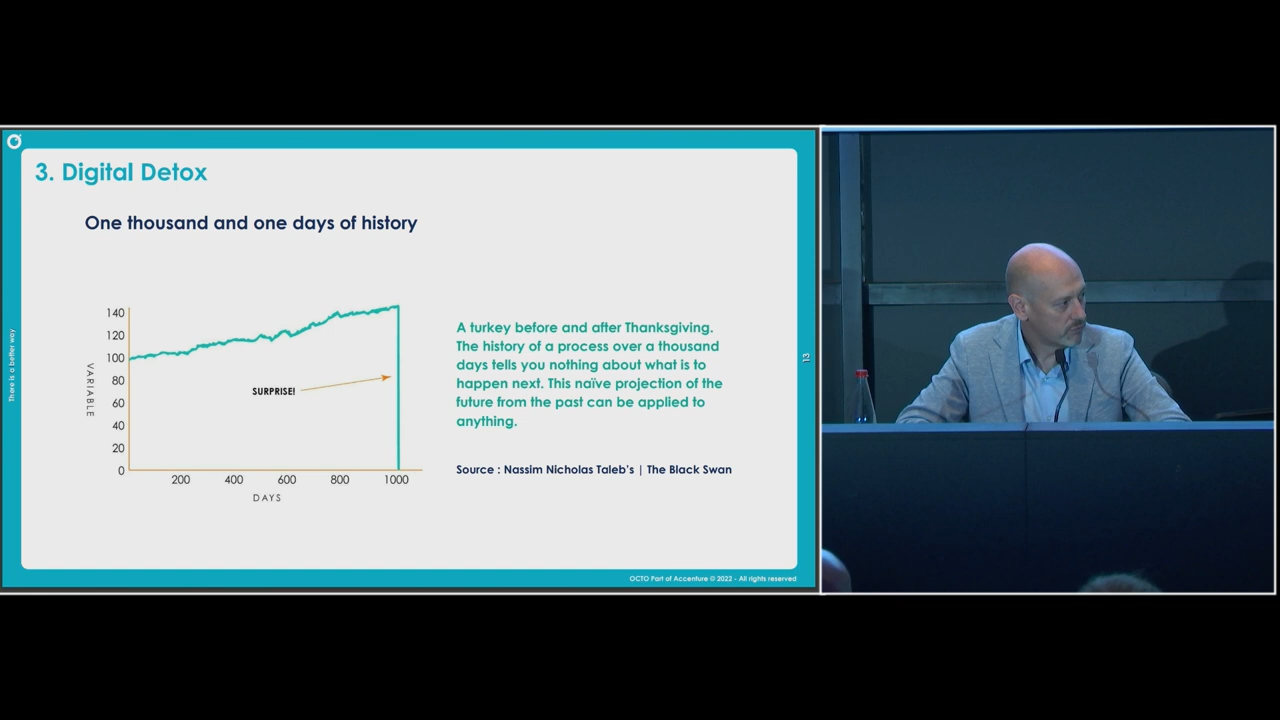 3. Digital Detox
One thousand and one days of history
140
120
100
80
60
40
20
0
VARIABLE
SURPRISE!
200 400 600 800 1000
DAYS
A turkey before and after Thanksgiving.
The history of a process over a thousand
days tells you nothing about what is to
happen next. This naïve projection of the
future from the past can be applied to
anything.
Source : Nassim Nicholas Taleb's | The Black Swan
There is a better way
13
OCTO Part of Accenture © 2022 - All rights reserved